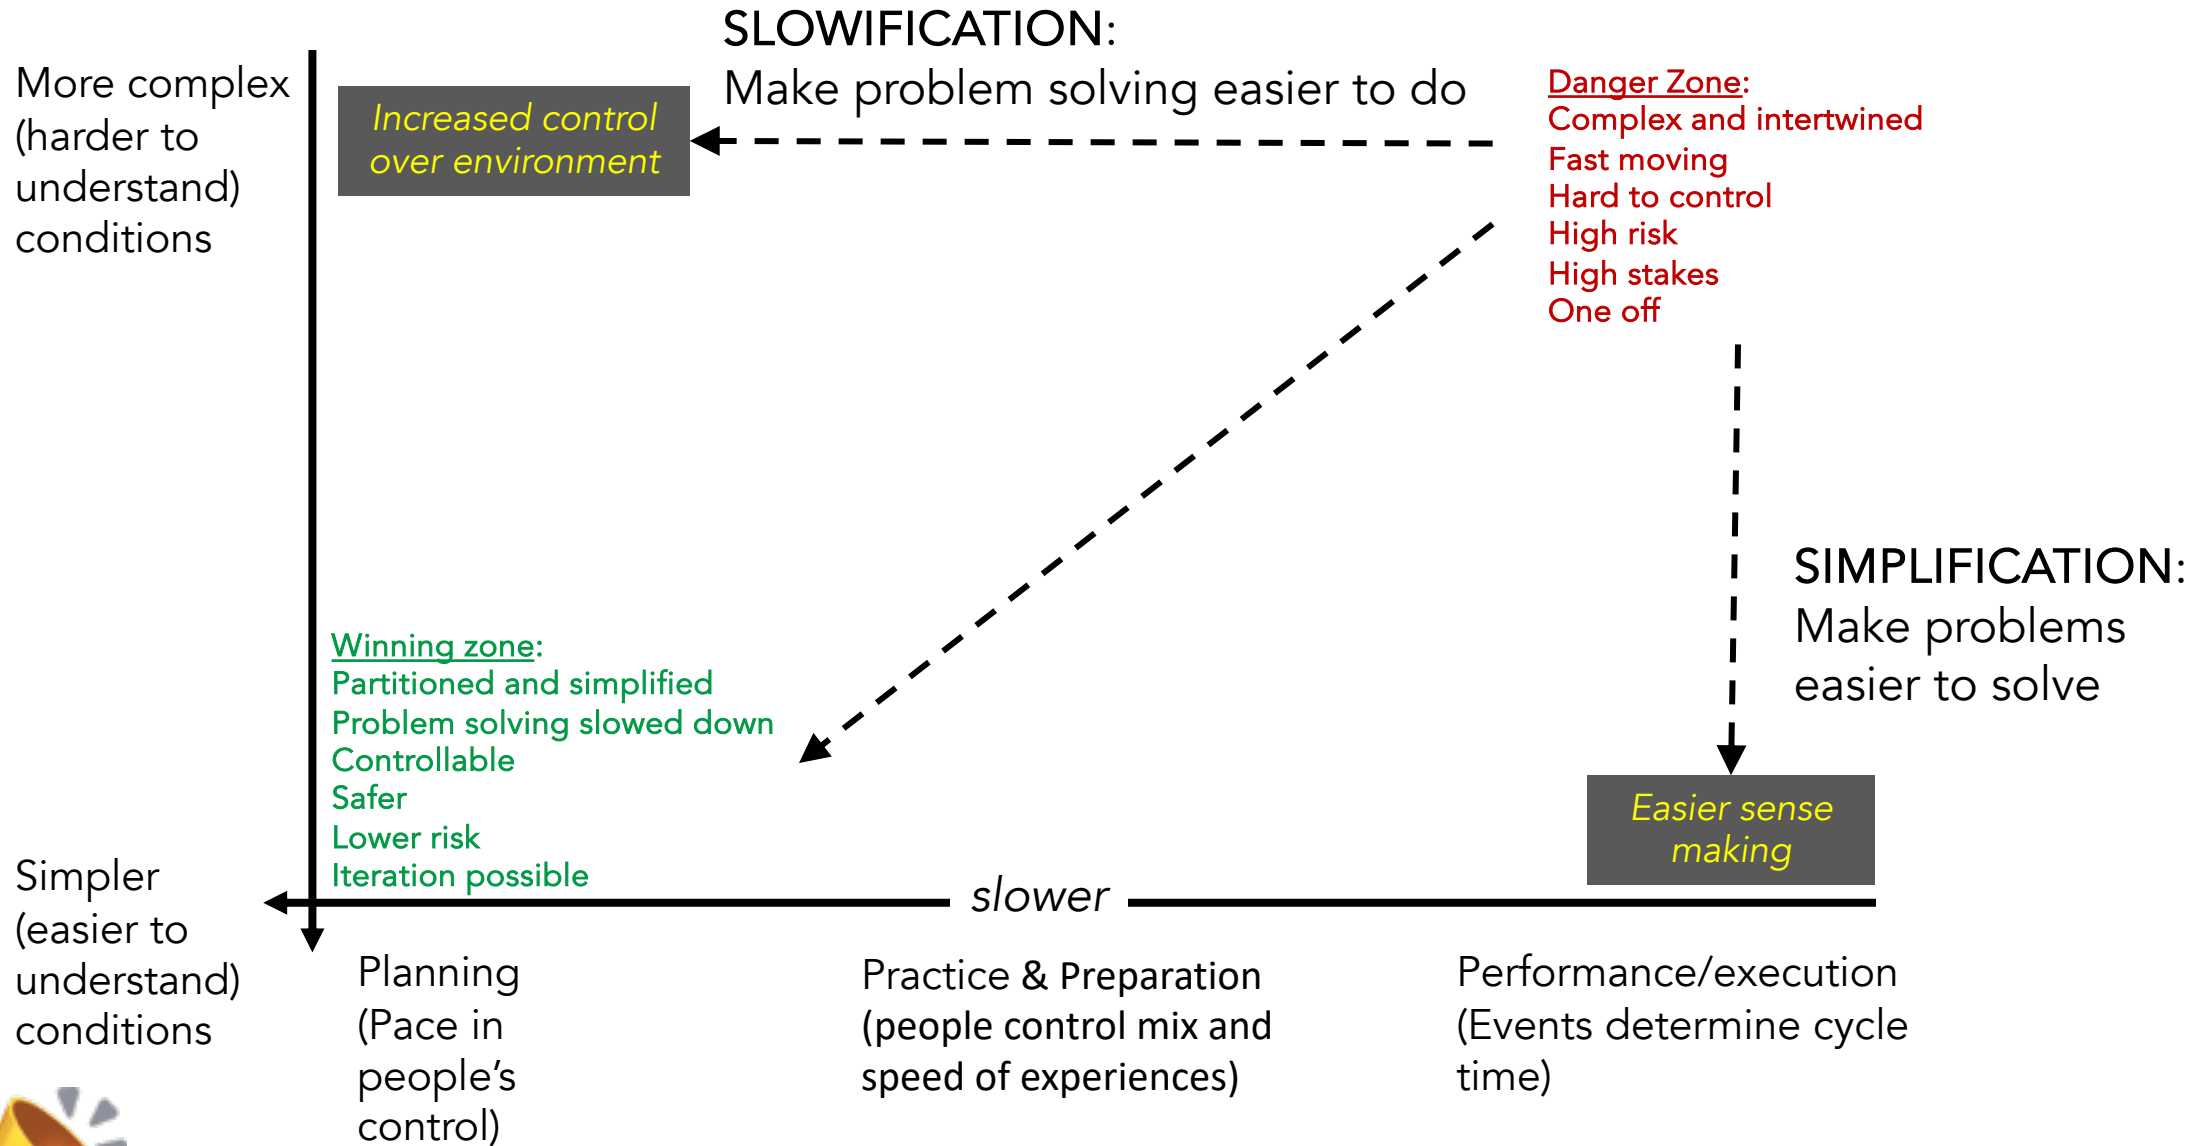 SLOWIFICATION:
Make problem solving easier to do
More complex
(harder to
understand)
conditions
Increased control
over environment
Danger Zone:
Complex and intertwined
Fast moving
Hard to control
High risk
High stakes
One off
SIMPLIFICATION:
Make problems
easier to solve
Winning zone:
Partitioned and simplified
Problem solving slowed down
Controllable
Safer
Lower risk
Iteration possible
Easier sense
making
Simpler
(easier to
understand)
conditions
slower
Planning
(Pace in
people’s
control)
Practice & Preparation
(people control mix and
speed of experiences)
Performance/execution
(Events determine cycle
time)